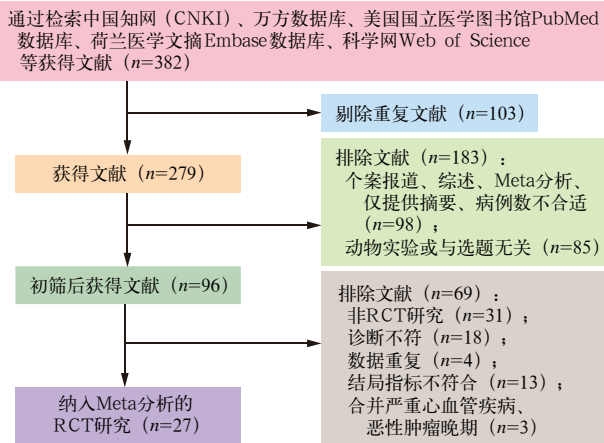 通过检索中国知网（CNKI）、万方数据库、美国国立医学图书馆PubMed
数据库、荷兰医学文摘Embase数据库、科学网Web of Science
等获得文献（n=382）
剔除重复文献（n=103）
获得文献（n=279）
排除文献（n=183）：
个案报道、综述、Meta分析、
仅提供摘要、病例数不合适
（n=98）；
动物实验或与选题无关（n=85）
初筛后获得文献（n=96）
排除文献（n=69）：
非RCT研究（n=31）；
诊断不符（n=18）；
数据重复（n=4）；
结局指标不符合（n=13）；
合并严重心血管疾病、
恶性肿瘤晚期（n=3）
纳入Meta分析的
RCT研究（n=27）